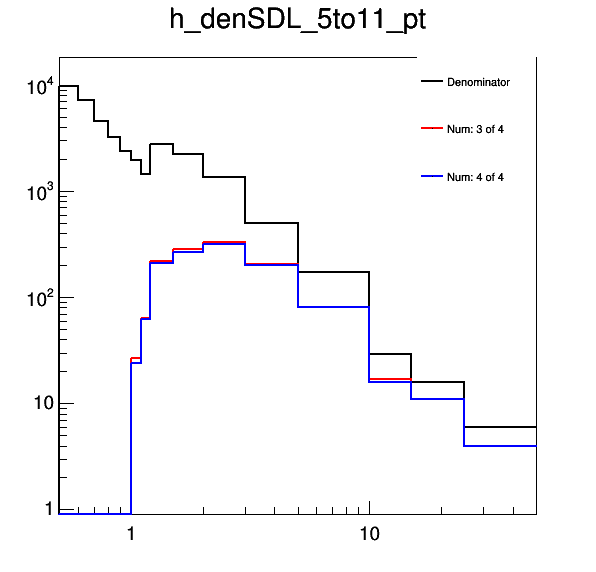 h_denSDL_5to11_pt
Denominator
Num: 3 of 4
Num: 4 of 4
10^4
10^3
10^2
10
1
1
10